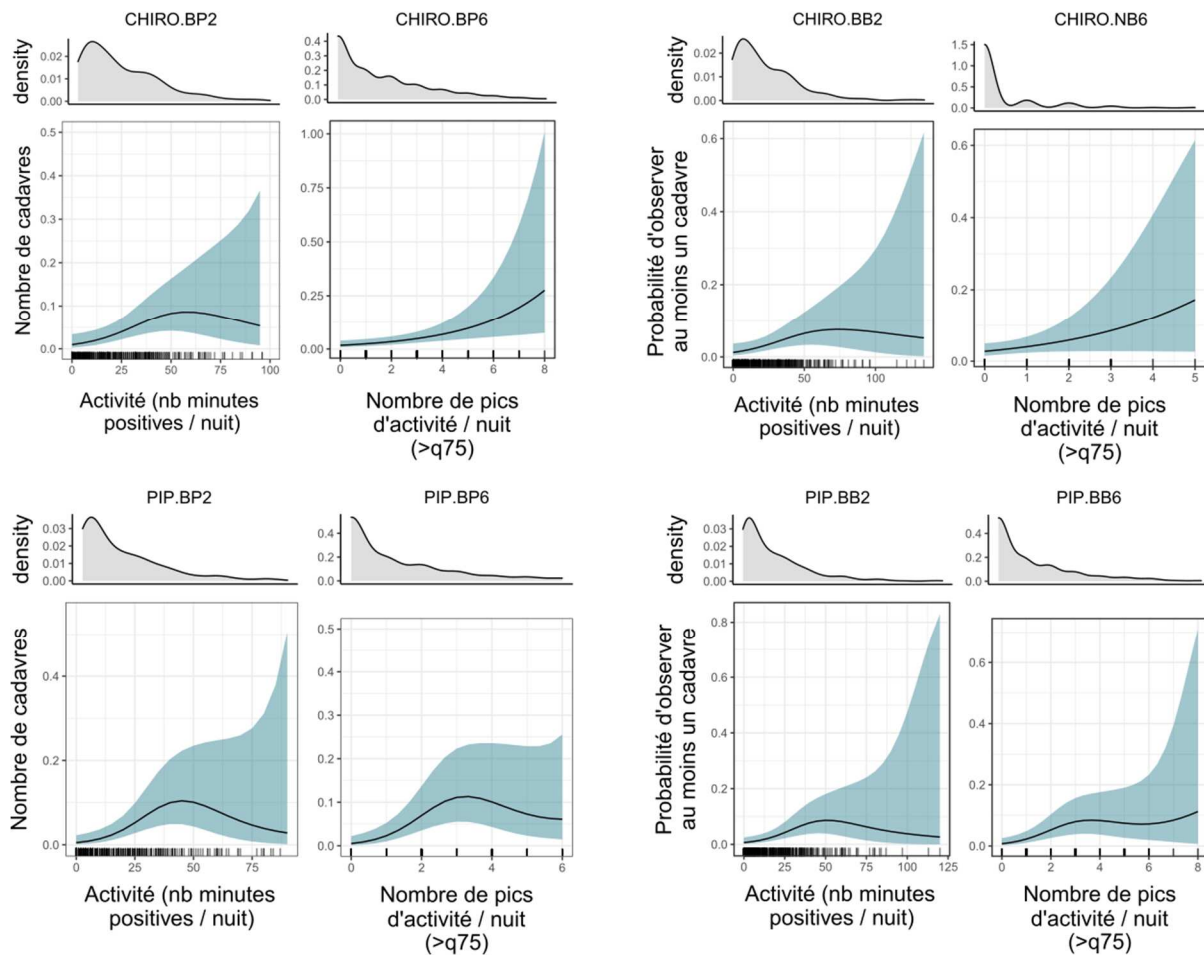 CHIRO.BP2
density
0.02
0.01
0.00
Nombre de cadavres
0.5
0.4
0.3
0.2
0.1
0.0
0
25
50
75
100
Activité (nb minutes
positives / nuit)
CHIRO.BP6
0.4
0.3
0.2
0.1
0.0
1.00
0.75
0.50
0.25
0.00
0
2
4
6
8
Nombre de pics
d'activité / nuit
(>q75)
CHIRO.BB2
density
0.02
0.01
0.00
Probabilité d'observer
au moins un cadavre
0.6
0.4
0.2
0.0
0
50
100
Activité (nb minutes
positives / nuit)
CHIRO.NB6
1.5
1.0
0.5
0.0
0.6
0.4
0.2
0.0
0
1
2
3
4
5
Nombre de pics
d'activité / nuit
(>q75)
PIP.BP2
density
0.03
0.02
0.01
0.00
Nombre de cadavres
0.4
0.2
0.0
0
25
50
75
Activité (nb minutes
positives / nuit)
PIP.BP6
0.4
0.2
0.0
0.5
0.4
0.3
0.2
0.1
0.0
0
2
4
6
Nombre de pics
d'activité / nuit
(>q75)
PIP.BB2
density
0.03
0.02
0.01
0.00
Probabilité d'observer
au moins un cadavre
0.8
0.6
0.4
0.2
0.0
0
25
50
75
100
125
Activité (nb minutes
positives / nuit)
PIP.BB6
0.4
0.2
0.0
0.6
0.4
0.2
0.0
0
2
4
6
8
Nombre de pics
d'activité / nuit
(>q75)